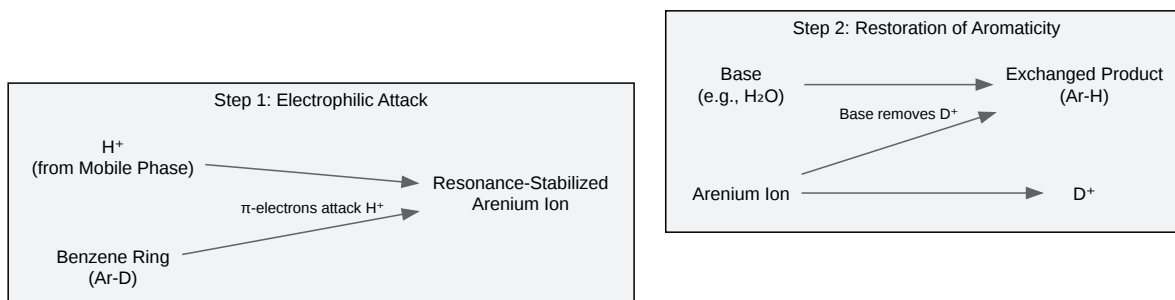 Step 1: Electrophilic Attack
H⁺
(from Mobile Phase)
Resonance-Stabilized
Arenium Ion
π-electrons attack H⁺
Benzene Ring
(Ar-D)
Step 2: Restoration of Aromaticity
Base
(e.g., H₂O)
Exchanged Product
(Ar-H)
Base removes D⁺
Arenium Ion
D⁺